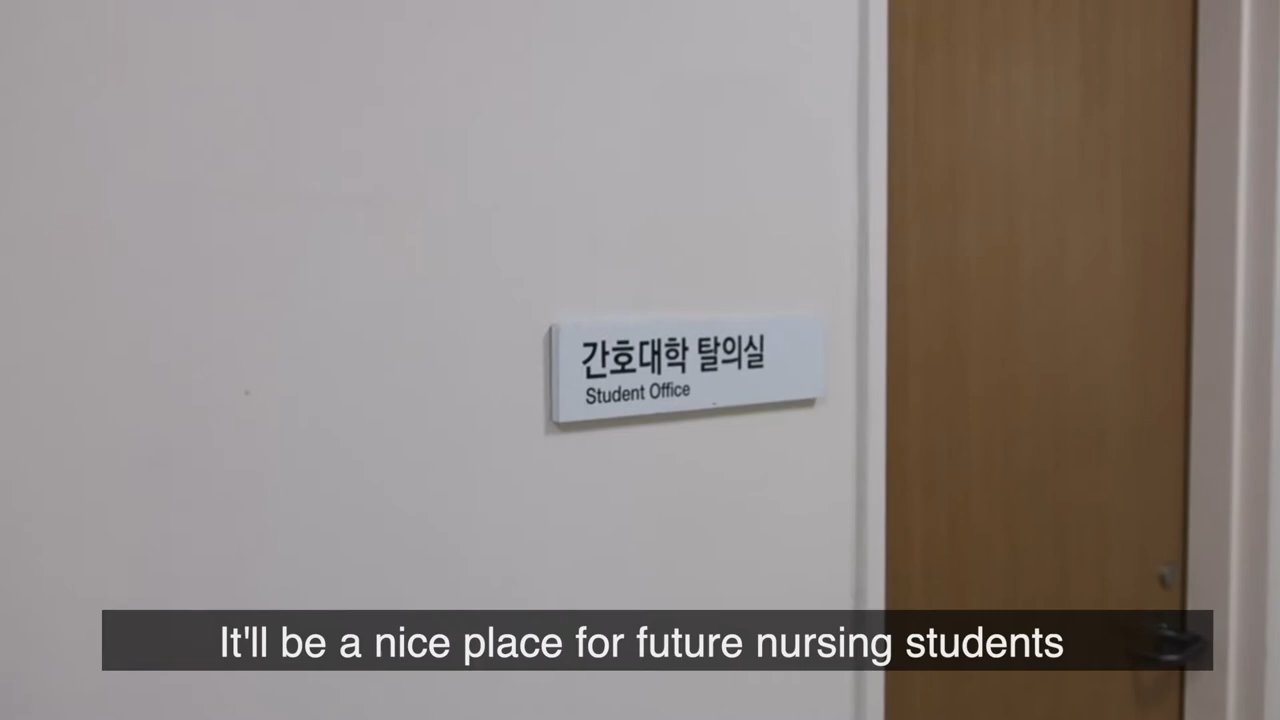 간호대학 탈의실
Student Office
It'll be a nice place for future nursing students